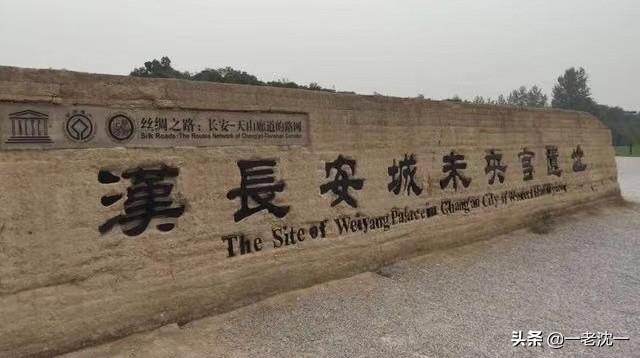 丝绸之路：长安-天山廊道的路网
Silk Roads: The Routes Network of Chang'an-Tianshan Corridor
漢長安城未央宫遺址
The Site of Weiyang Palace in Chang'an City of Western Han Dynasty
头条 @一老沈一